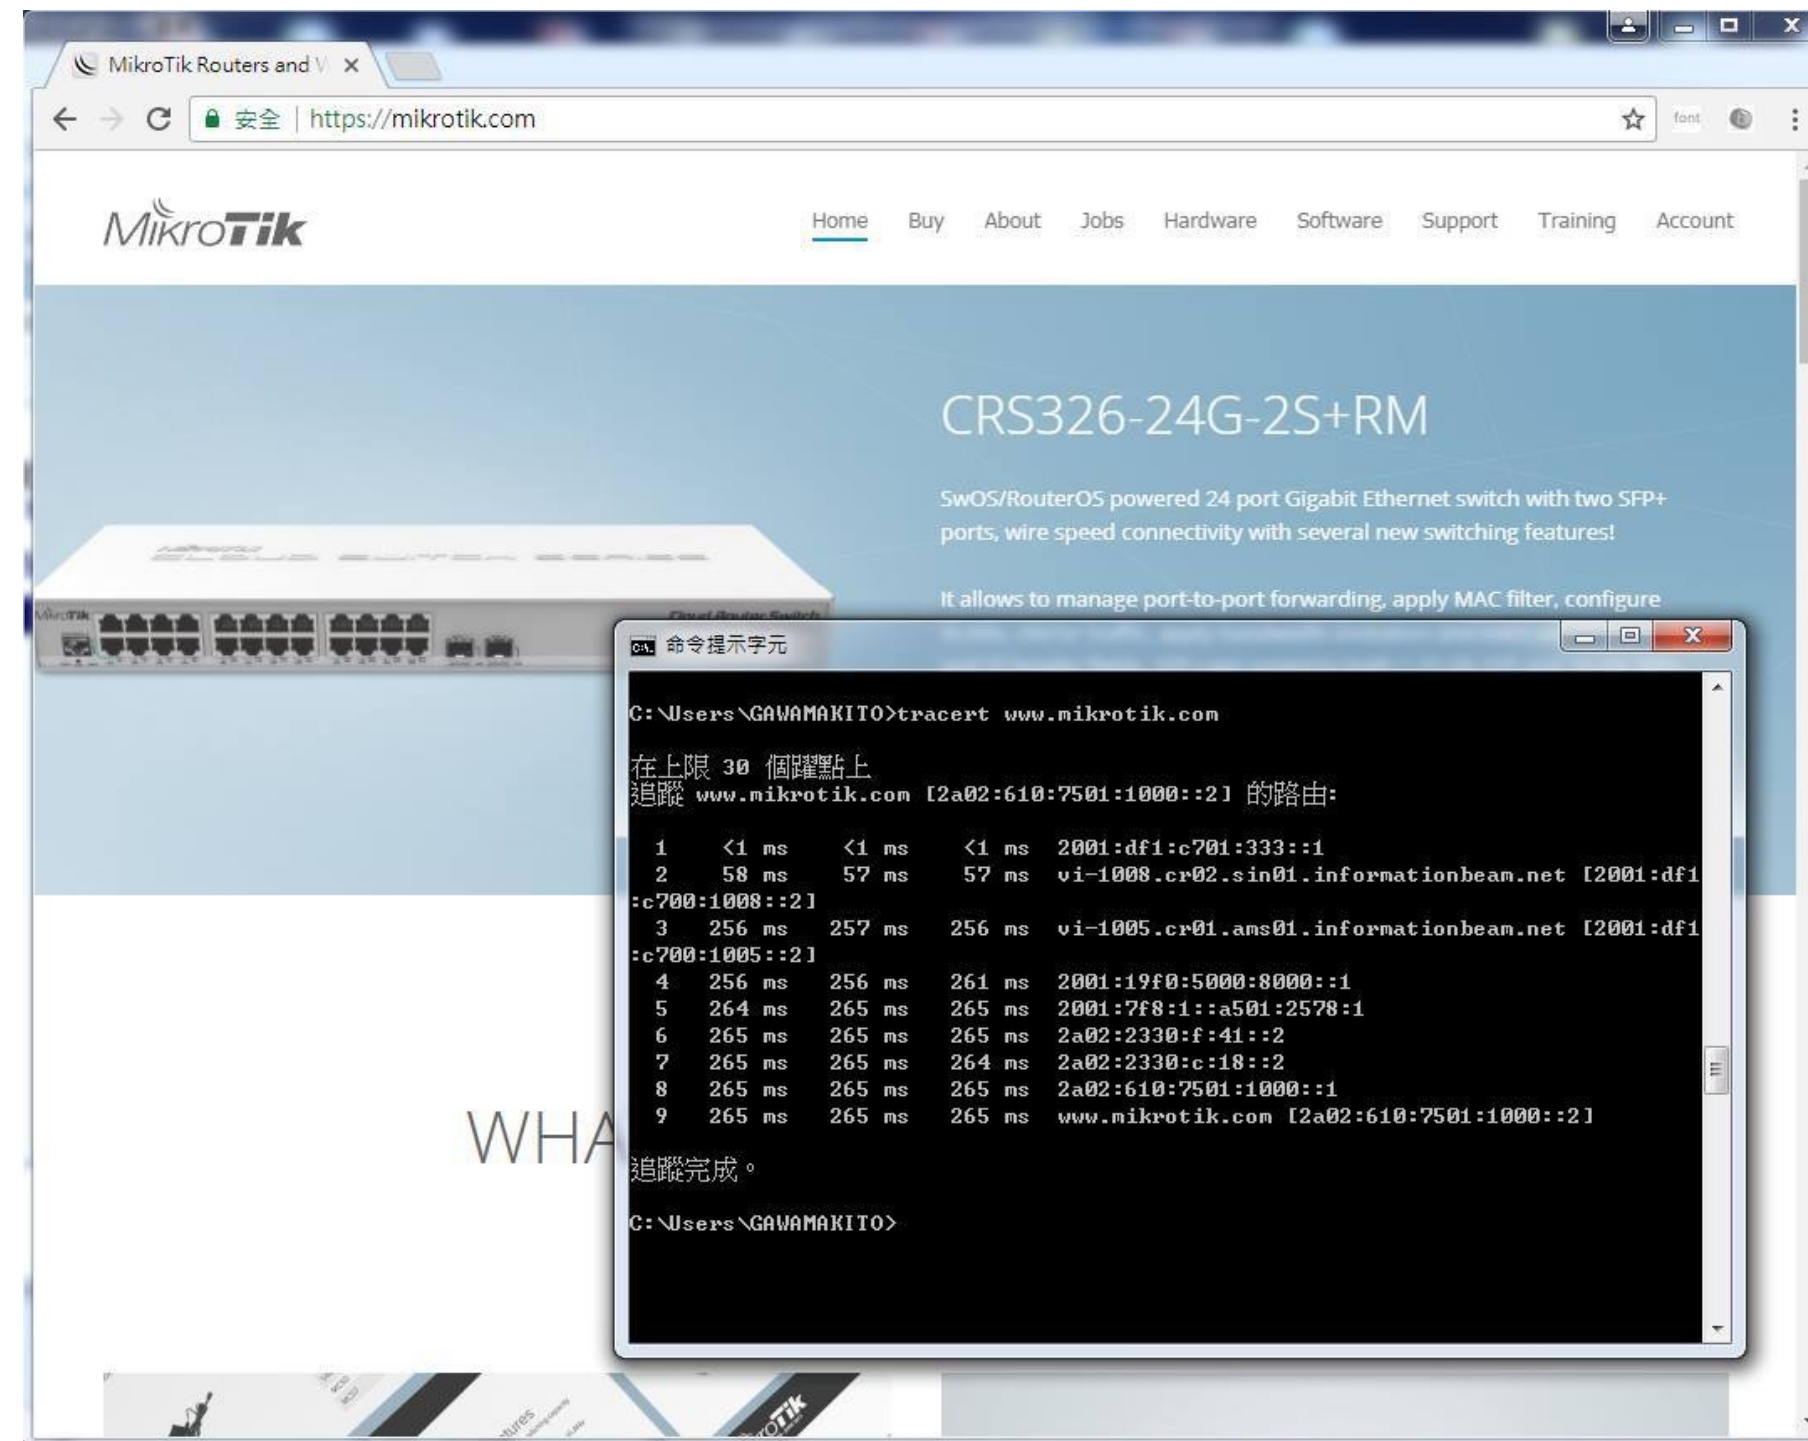 MikroTik Routers and W
安全 | https://mikrotik.com
font
MikroTik
Home Buy About Jobs Hardware Software Support Training Account
CRS326-24G-2S+RM
SwOS/RouterOS powered 24 port Gigabit Ethernet switch with two SFP+
ports, wire speed connectivity with several new switching features!
It allows to manage port-to-port forwarding, apply MAC filter, configure
MikroTik
Cloud Router Switch
命令提示字元
C:\Users\GAWAMAKITO>tracert www.mikrotik.com
在上限 30 個躍點上
追蹤 www.mikrotik.com [2a02:610:7501:1000::2] 的路由:
1 <1 ms <1 ms <1 ms 2001:df1:c701:333::1
2 58 ms 57 ms 57 ms vi-1008.cr02.sin01.informationbeam.net [2001:df1
:c700:1008::2]
3 256 ms 257 ms 256 ms vi-1005.cr01.ams01.informationbeam.net [2001:df1
:c700:1005::2]
4 256 ms 256 ms 261 ms 2001:19f0:5000:8000::1
5 264 ms 265 ms 265 ms 2001:7f8:1::a501:2578:1
6 265 ms 265 ms 265 ms 2a02:2330:f:41::2
7 265 ms 265 ms 264 ms 2a02:2330:c:18::2
8 265 ms 265 ms 265 ms 2a02:610:7501:1000::1
9 265 ms 265 ms 265 ms www.mikrotik.com [2a02:610:7501:1000::2]
追蹤完成。
C:\Users\GAWAMAKITO>
WHA